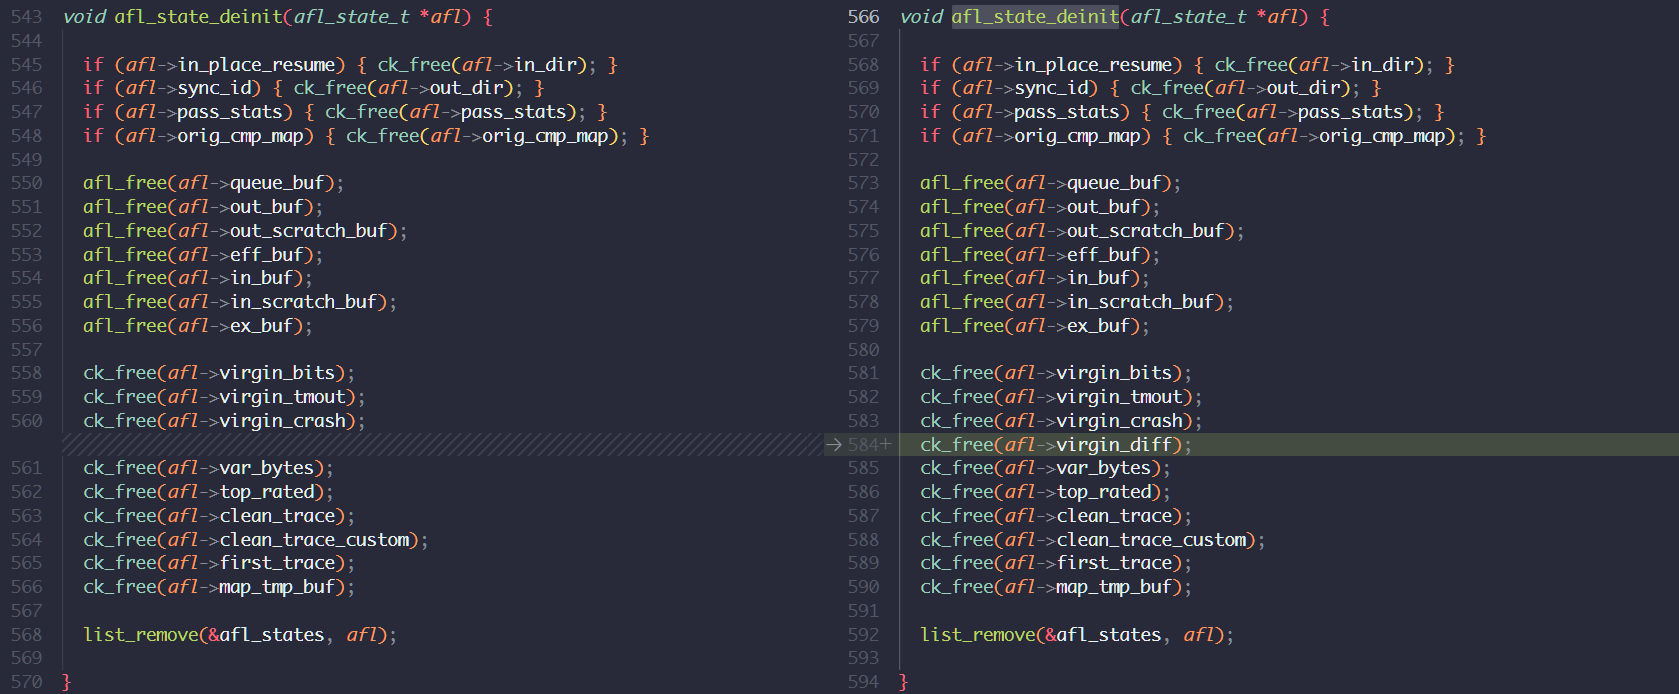 543 void afl_state_deinit(afl_state_t *afl) {
544
545 if (afl->in_place_resume) { ck_free(afl->in_dir); }
546 if (afl->sync_id) { ck_free(afl->out_dir); }
547 if (afl->pass_stats) { ck_free(afl->pass_stats); }
548 if (afl->orig_cmp_map) { ck_free(afl->orig_cmp_map); }
549
550 afl_free(afl->queue_buf);
551 afl_free(afl->out_buf);
552 afl_free(afl->out_scratch_buf);
553 afl_free(afl->eff_buf);
554 afl_free(afl->in_buf);
555 afl_free(afl->in_scratch_buf);
556 afl_free(afl->ex_buf);
557
558 ck_free(afl->virgin_bits);
559 ck_free(afl->virgin_tmout);
560 ck_free(afl->virgin_crash);
561 ck_free(afl->var_bytes);
562 ck_free(afl->top_rated);
563 ck_free(afl->clean_trace);
564 ck_free(afl->clean_trace_custom);
565 ck_free(afl->first_trace);
566 ck_free(afl->map_tmp_buf);
567
568 list_remove(&afl_states, afl);
569
570 }
566 void afl_state_deinit(afl_state_t *afl) {
567
568 if (afl->in_place_resume) { ck_free(afl->in_dir); }
569 if (afl->sync_id) { ck_free(afl->out_dir); }
570 if (afl->pass_stats) { ck_free(afl->pass_stats); }
571 if (afl->orig_cmp_map) { ck_free(afl->orig_cmp_map); }
572
573 afl_free(afl->queue_buf);
574 afl_free(afl->out_buf);
575 afl_free(afl->out_scratch_buf);
576 afl_free(afl->eff_buf);
577 afl_free(afl->in_buf);
578 afl_free(afl->in_scratch_buf);
579 afl_free(afl->ex_buf);
580
581 ck_free(afl->virgin_bits);
582 ck_free(afl->virgin_tmout);
583 ck_free(afl->virgin_crash);
→ 584+ ck_free(afl->virgin_diff);
585 ck_free(afl->var_bytes);
586 ck_free(afl->top_rated);
587 ck_free(afl->clean_trace);
588 ck_free(afl->clean_trace_custom);
589 ck_free(afl->first_trace);
590 ck_free(afl->map_tmp_buf);
591
592 list_remove(&afl_states, afl);
593
594 }